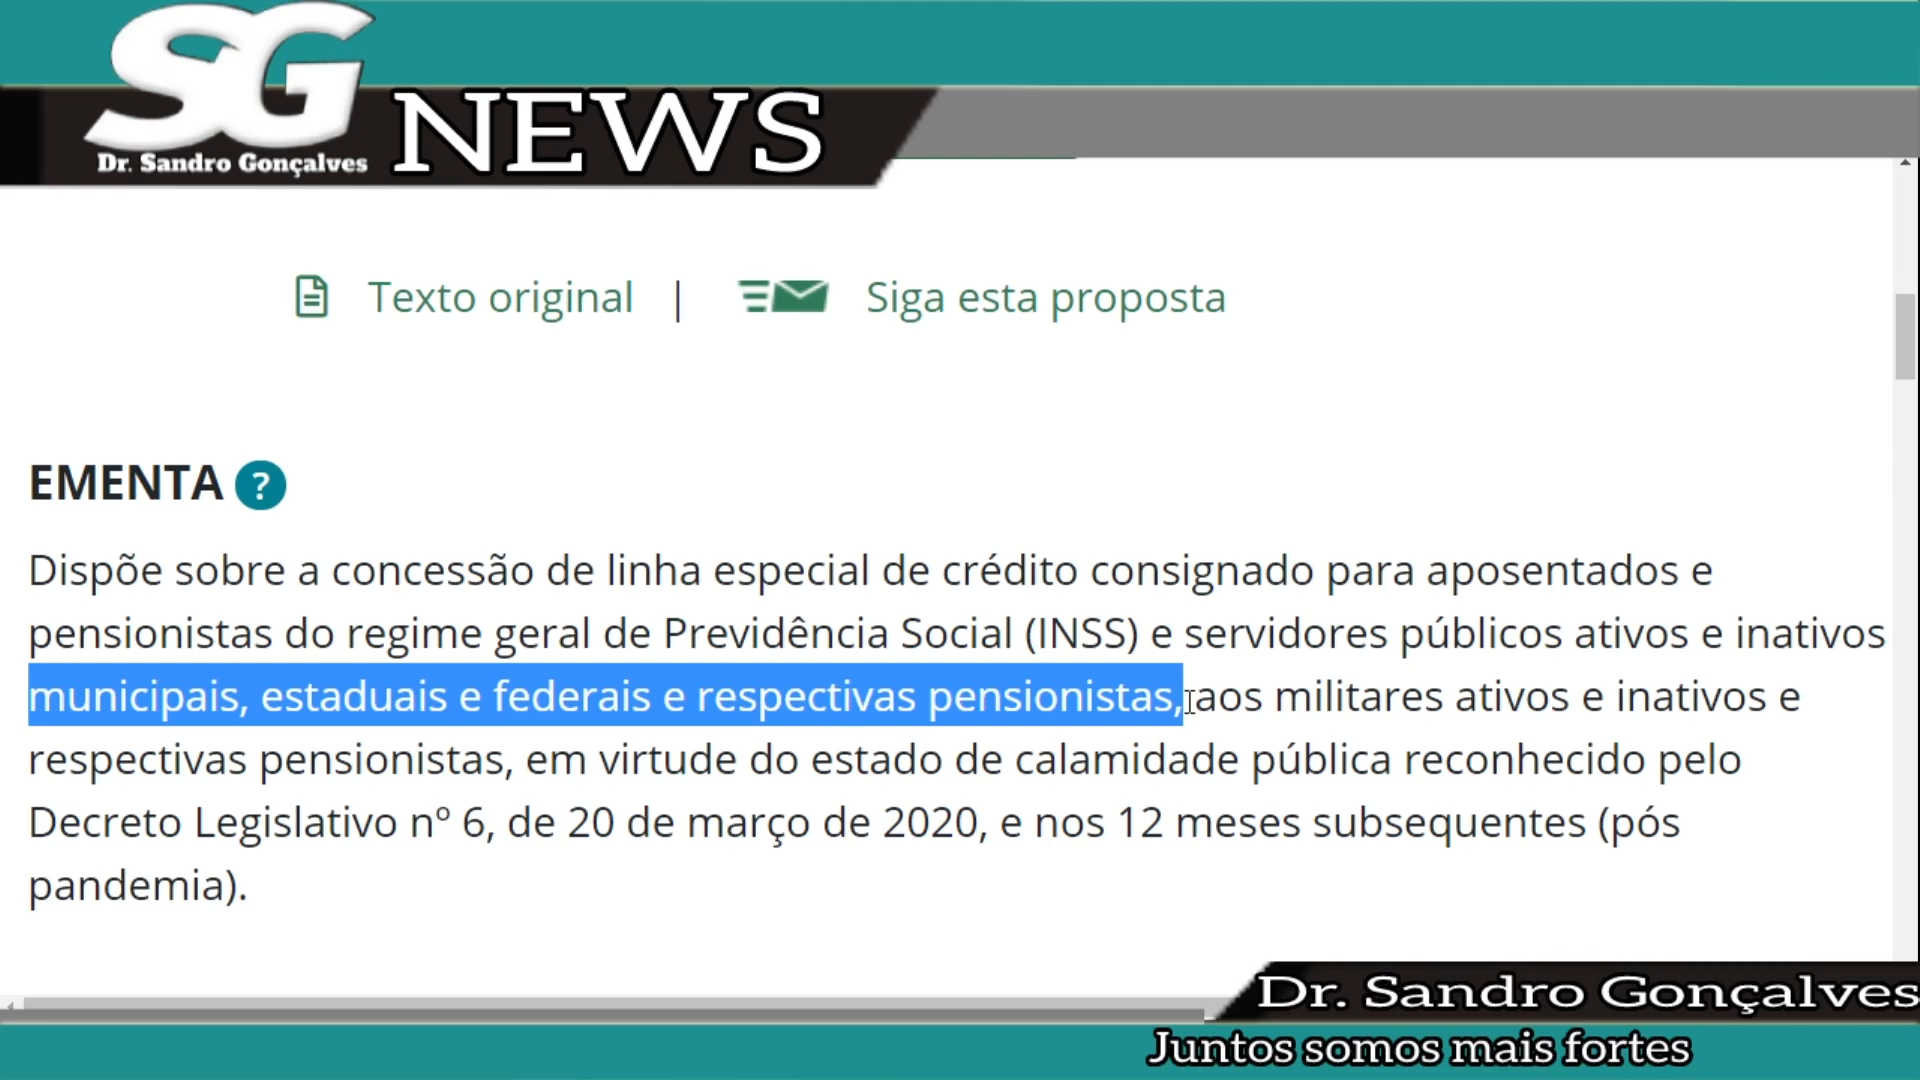 SG
NEWS
Dr. Sandro Gonçalves
Texto original | Siga esta proposta
EMENTA ?
Dispõe sobre a concessão de linha especial de crédito consignado para aposentados e
pensionistas do regime geral de Previdência Social (INSS) e servidores públicos ativos e inativos
municipais, estaduais e federais e respectivas pensionistas, aos militares ativos e inativos e
respectivas pensionistas, em virtude do estado de calamidade pública reconhecido pelo
Decreto Legislativo nº 6, de 20 de março de 2020, e nos 12 meses subsequentes (pós
pandemia).
Dr. Sandro Gonçalves
Juntos somos mais fortes